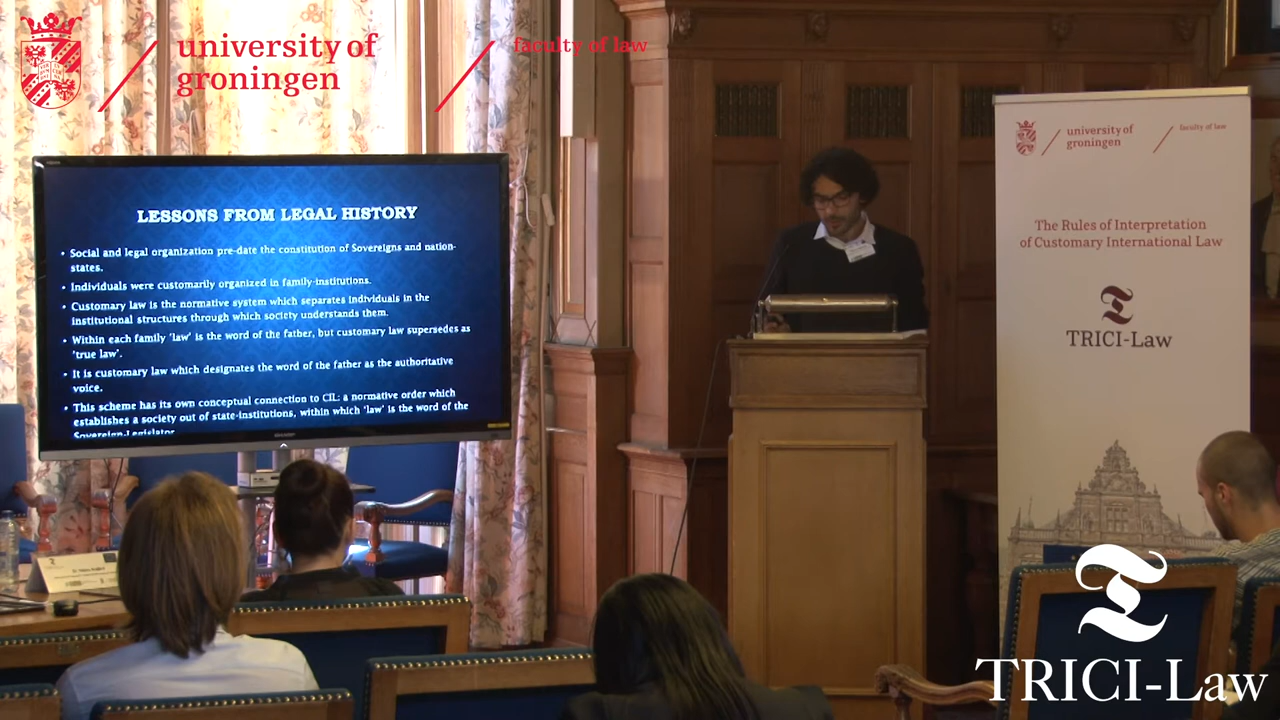 university of
groningen
faculty of law
LESSONS FROM LEGAL HISTORY
• Social and legal organization pre-date the constitution of Sovereigns and nation-
states.
• Individuals were customarily organized in family-institutions.
• Customary law is the normative system which separates individuals in the
institutional structures through which society understands them.
• Within each family 'law' is the word of the father, but customary law supersedes as
'true law'.
• It is customary law which designates the word of the father as the authoritative
voice.
• This scheme has its own conceptual connection to CIL: a normative order which
establishes a society out of state-institutions, within which 'law' is the word of the
Sovereign-Legislator
SHARP
university of
groningen
faculty of law
The Rules of Interpretation
of Customary International Law
TRICI-Law
TRICI-Law